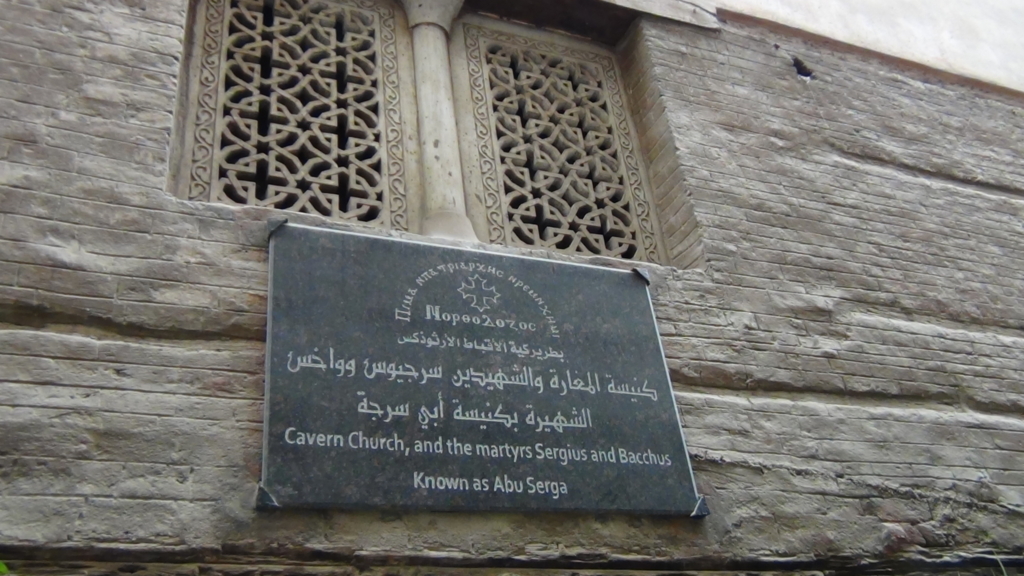 Νορθοδοξος
بطريركية الأقباط الأرثوذكس
كنيسة المغارة والشهيدين سرجيوس وواخس
الشهيرة بكنيسة أبي سرجة
Cavern Church, and the martyrs Sergius and Bacchus
Known as Abu Serga